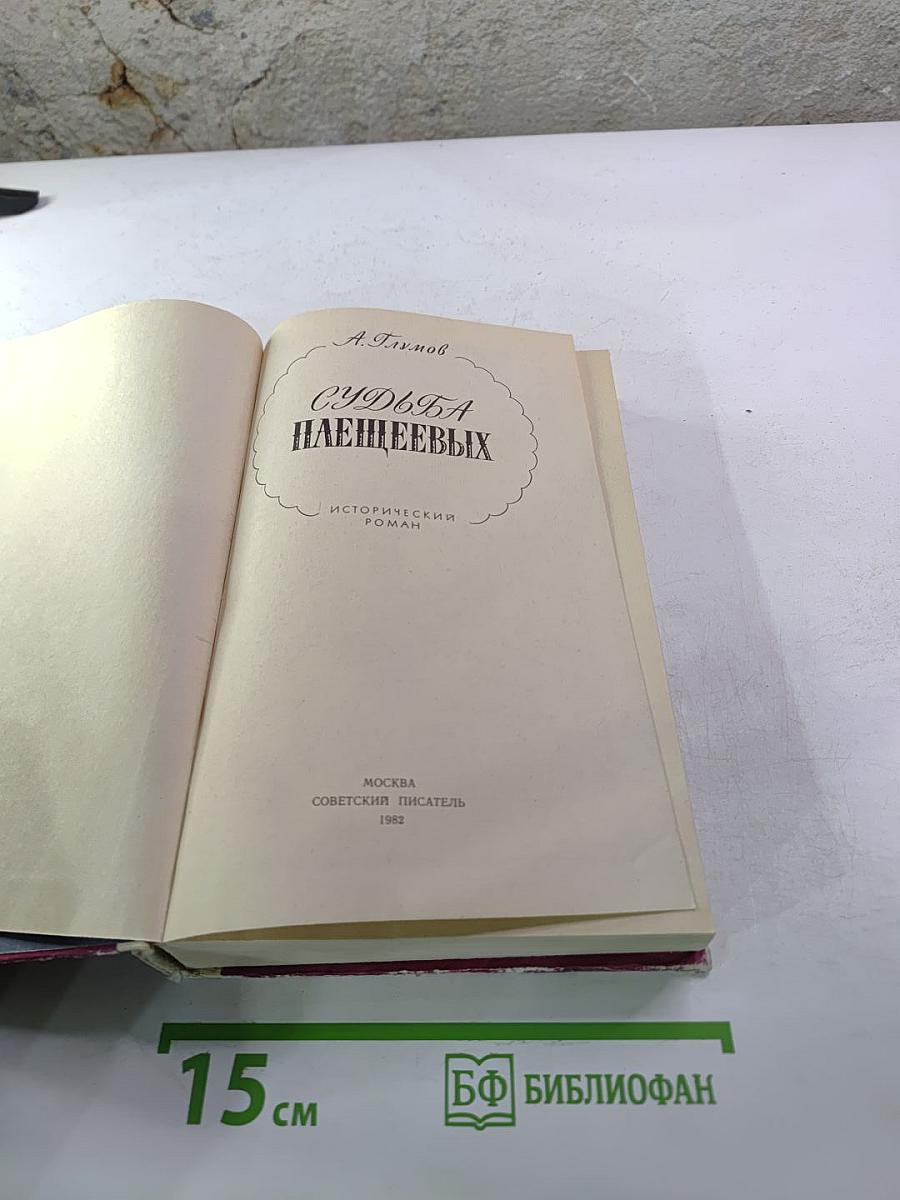 А. Глумов
СУДЬБА
ПЛЕЩЕЕВЫХ
ИСТОРИЧЕСКИЙ
РОМАН
МОСКВА
СОВЕТСКИЙ ПИСАТЕЛЬ
1982
15 см
БФ БИБЛИОФАН